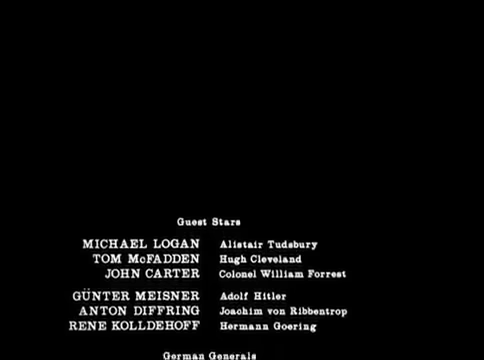 Guest Stars
MICHAEL LOGAN Alistair Tudsbury
TOM McFADDEN Hugh Cleveland
JOHN CARTER Colonel William Forrest
GÜNTER MEISNER Adolf Hitler
ANTON DIFFRING Joachim von Ribbentrop
RENE KOLLDEHOFF Hermann Goering
German Generals